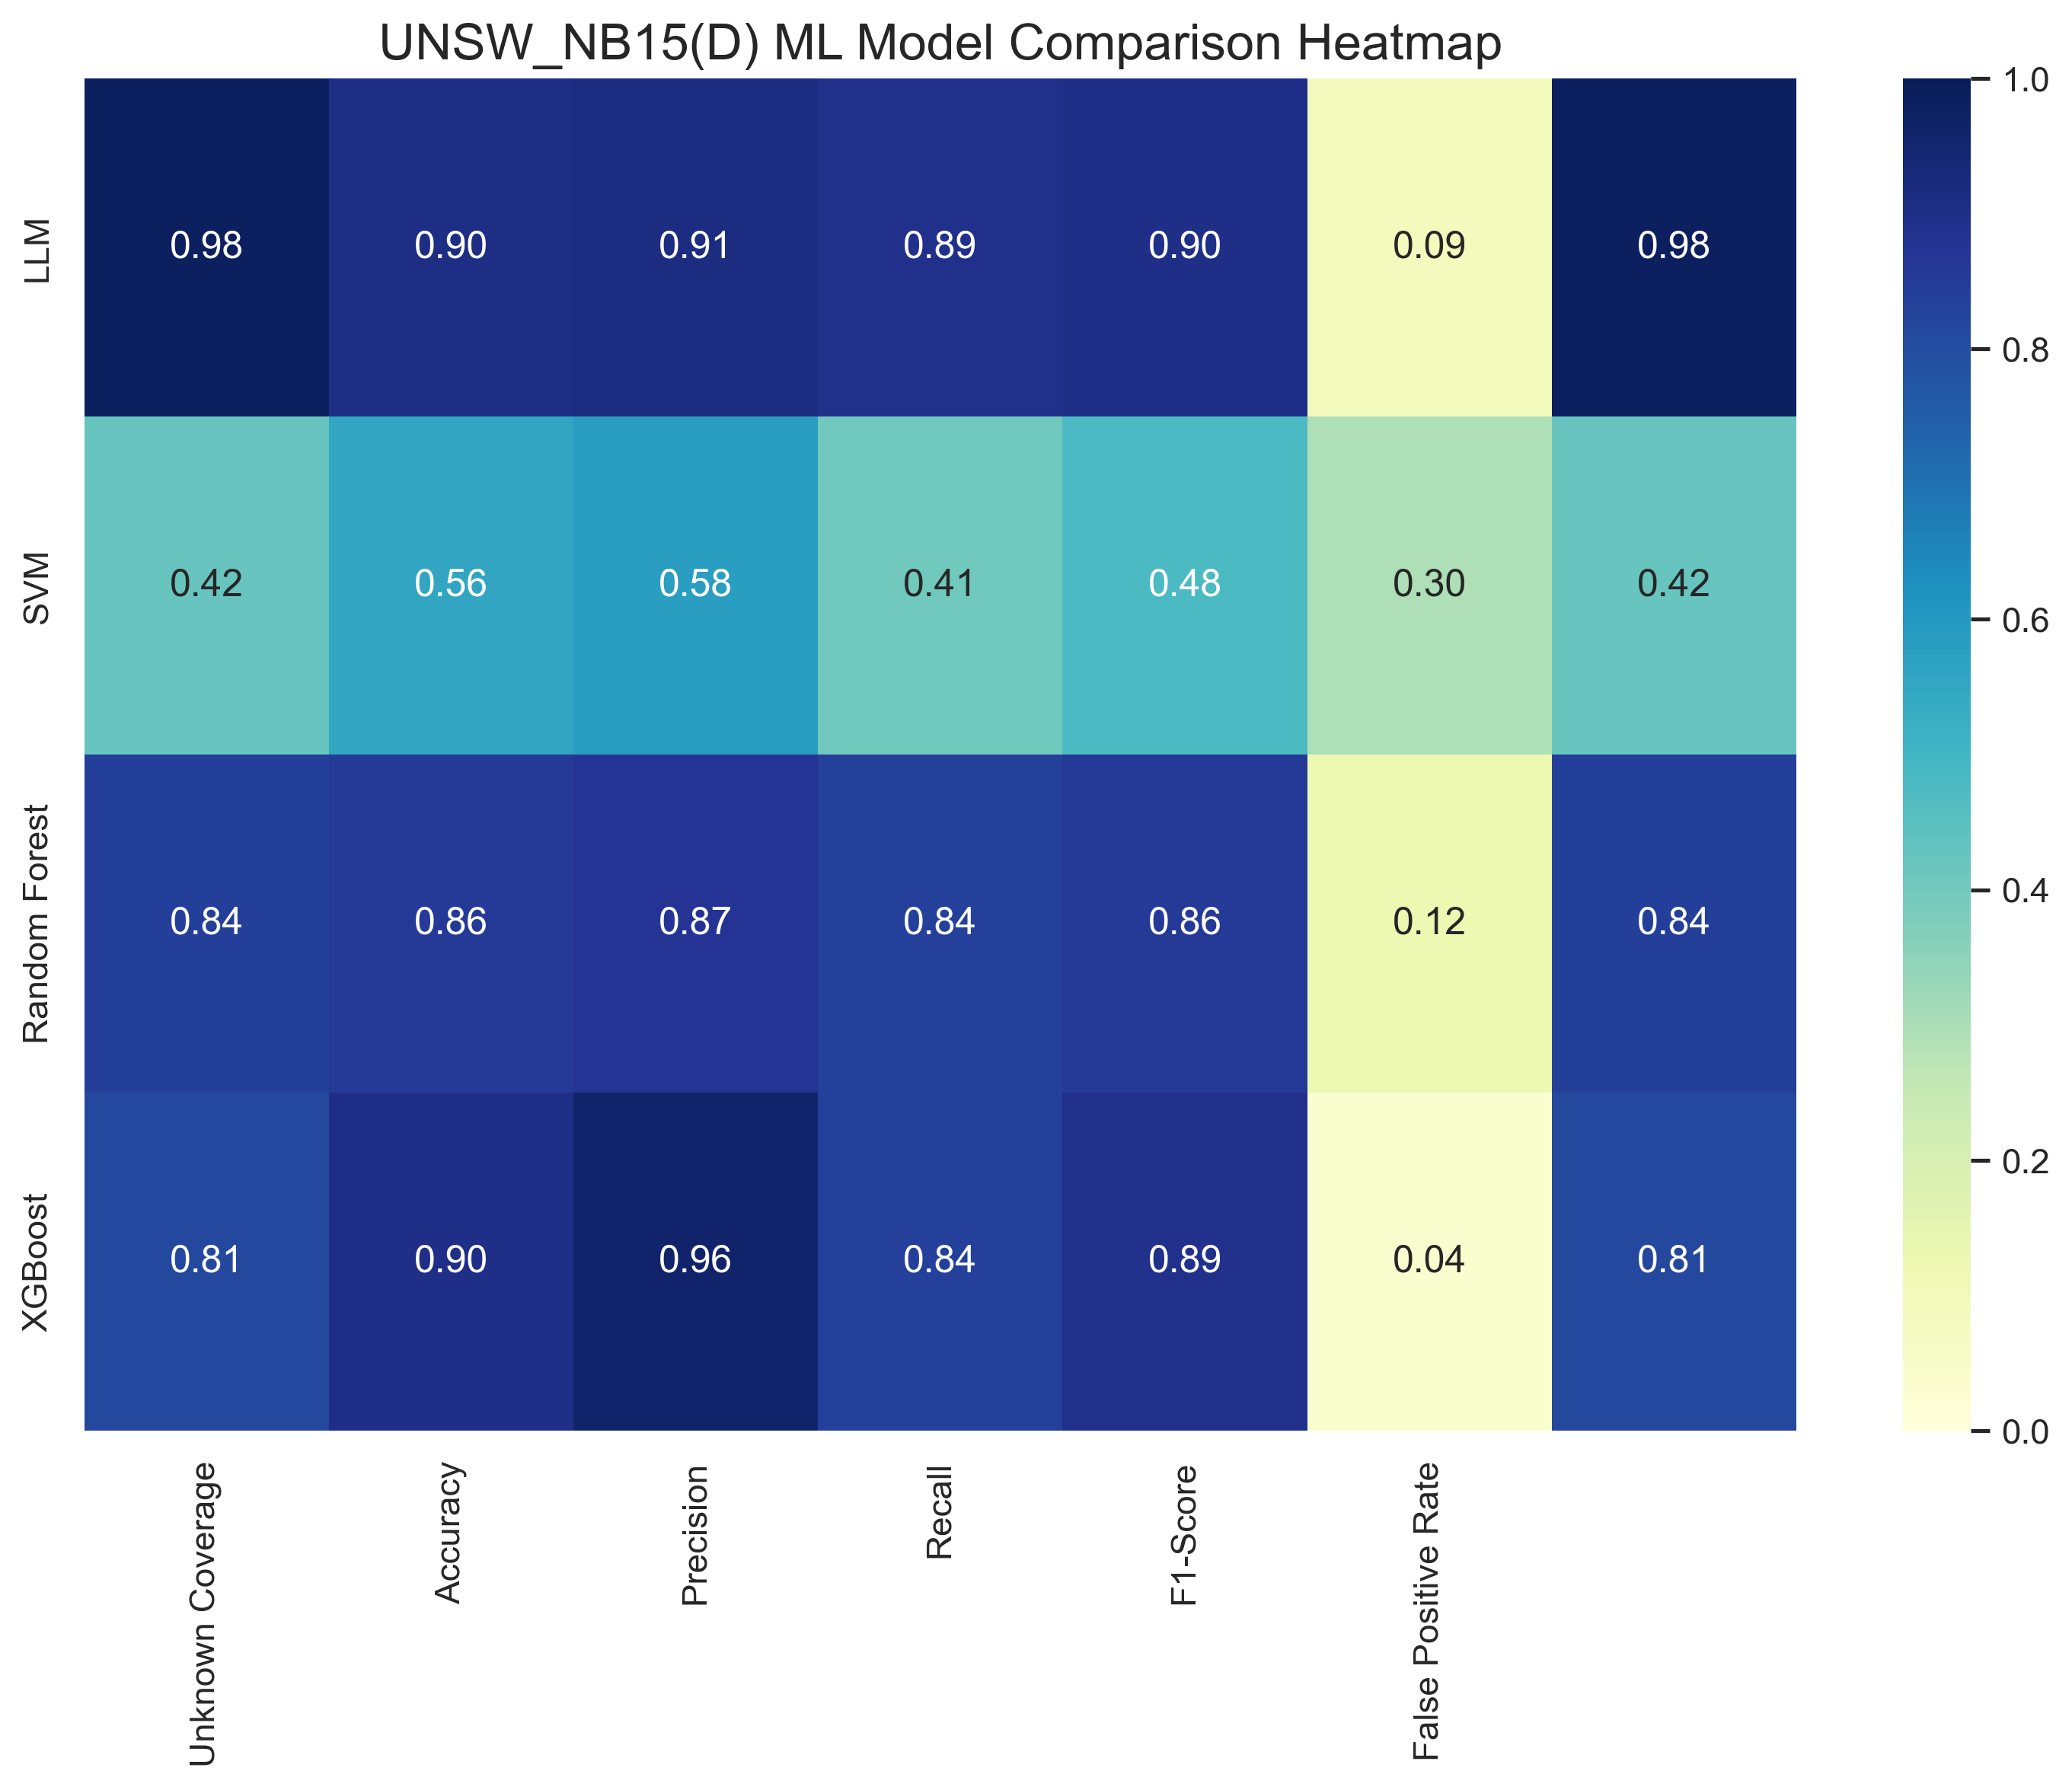 UNSW_NB15(D) ML Model Comparison Heatmap
LLM
0.98 0.90 0.91 0.89 0.90 0.09 0.98
SVM
0.42 0.56 0.58 0.41 0.48 0.30 0.42
Random Forest
0.84 0.86 0.87 0.84 0.86 0.12 0.84
XGBoost
0.81 0.90 0.96 0.84 0.89 0.04 0.81
Unknown Coverage
Accuracy
Precision
Recall
F1-Score
False Positive Rate
1.0
0.8
0.6
0.4
0.2
0.0